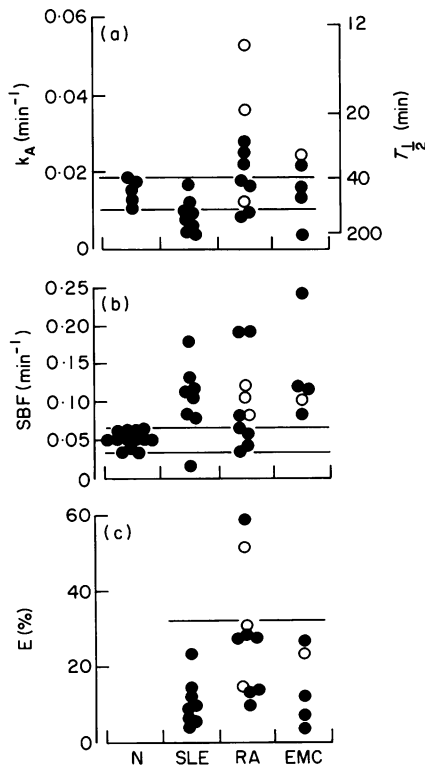 (a)
0·06
0·04
0·02
0
kA (min⁻¹)
12
20
40
200
T½ (min)
(b)
0·25
0·20
0·15
0·10
0·05
0
SBF (min⁻¹)
(c)
60
40
20
0
E (%)
N SLE RA EMC